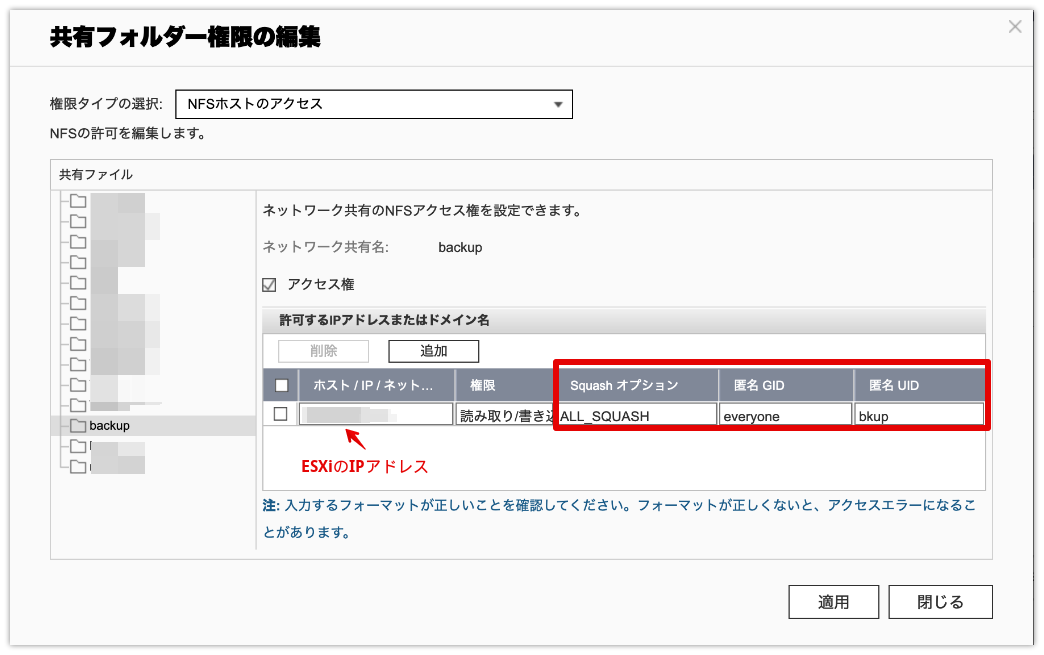 共有フォルダー権限の編集
権限タイプの選択: NFSホストのアクセス
NFSの許可を編集します。
共有ファイル
ネットワーク共有のNFSアクセス権を設定できます。
ネットワーク共有名: backup
アクセス権
許可するIPアドレスまたはドメイン名
削除 追加
ホスト / IP / ネット... 権限 Squash オプション 匿名 GID 匿名 UID
読み取り/書き込 ALL_SQUASH everyone bkup
backup
ESXiのIPアドレス
注: 入力するフォーマットが正しいことを確認してください。フォーマットが正しくないと、アクセスエラーになるこ
とがあります。
適用 閉じる